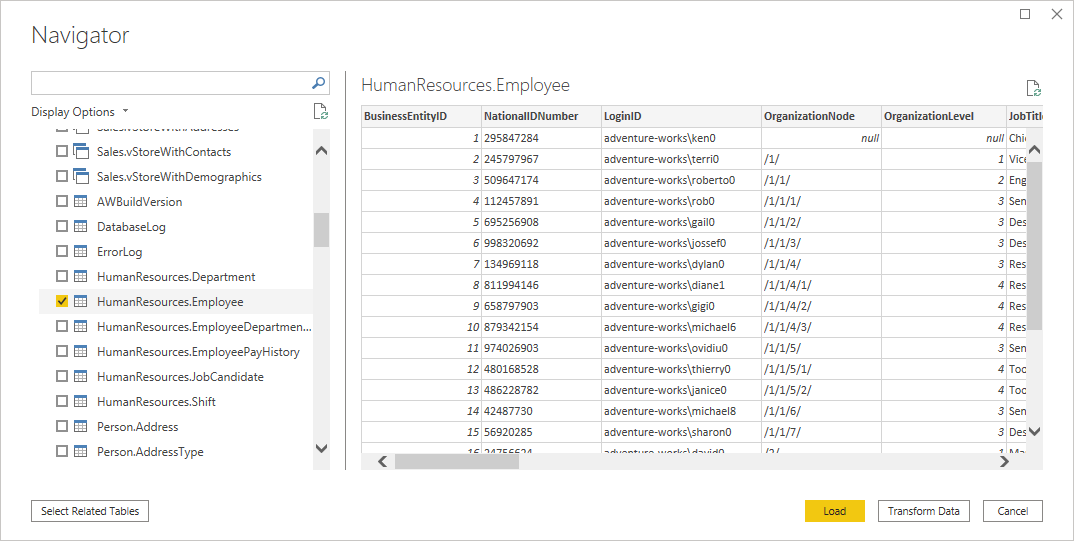 Navigator
Display Options
Sales.vStoreWithAddresses
Sales.vStoreWithContacts
Sales.vStoreWithDemographics
AWBuildVersion
DatabaseLog
ErrorLog
HumanResources.Department
HumanResources.Employee
HumanResources.EmployeeDepartmen...
HumanResources.EmployeePayHistory
HumanResources.JobCandidate
HumanResources.Shift
Person.Address
Person.AddressType
HumanResources.Employee
BusinessEntityID NationalIDNumber LoginID OrganizationNode OrganizationLevel JobTitle
1 295847284 adventure-works\ken0 null null Chi
2 245797967 adventure-works\terri0 /1/ 1 Vice
3 509647174 adventure-works\roberto0 /1/1/ 2 Eng
4 112457891 adventure-works\rob0 /1/1/1/ 3 Sen
5 695256908 adventure-works\gail0 /1/1/2/ 3 Des
6 998320692 adventure-works\jossef0 /1/1/3/ 3 Des
7 134969118 adventure-works\dylan0 /1/1/4/ 3 Res
8 811994146 adventure-works\diane1 /1/1/4/1/ 4 Res
9 658797903 adventure-works\gigi0 /1/1/4/2/ 4 Res
10 879342154 adventure-works\michael6 /1/1/4/3/ 4 Res
11 974026903 adventure-works\ovidiu0 /1/1/5/ 3 Sen
12 480168528 adventure-works\thierry0 /1/1/5/1/ 4 Too
13 486228782 adventure-works\janice0 /1/1/5/2/ 4 Too
14 42487730 adventure-works\michael8 /1/1/6/ 3 Sen
15 56920285 adventure-works\sharon0 /1/1/7/ 3 Des
16 24756624 adventure-works\david0 /2/ 1 Ma
Select Related Tables
Load
Transform Data
Cancel